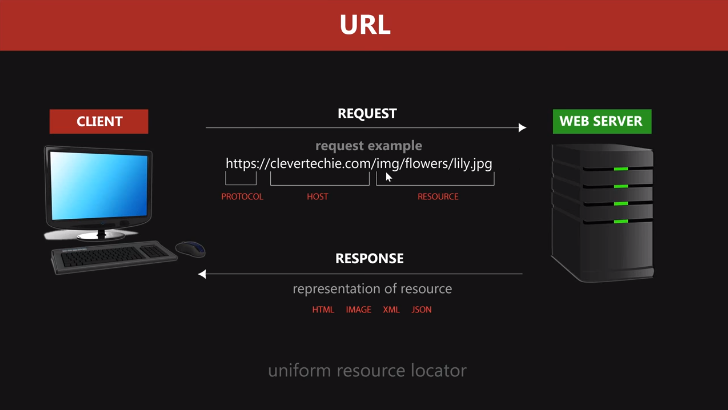 URL
CLIENT
REQUEST
WEB SERVER
request example
https://clevertechie.com/img/flowers/lily.jpg
PROTOCOL HOST RESOURCE
RESPONSE
representation of resource
HTML IMAGE XML JSON
uniform resource locator